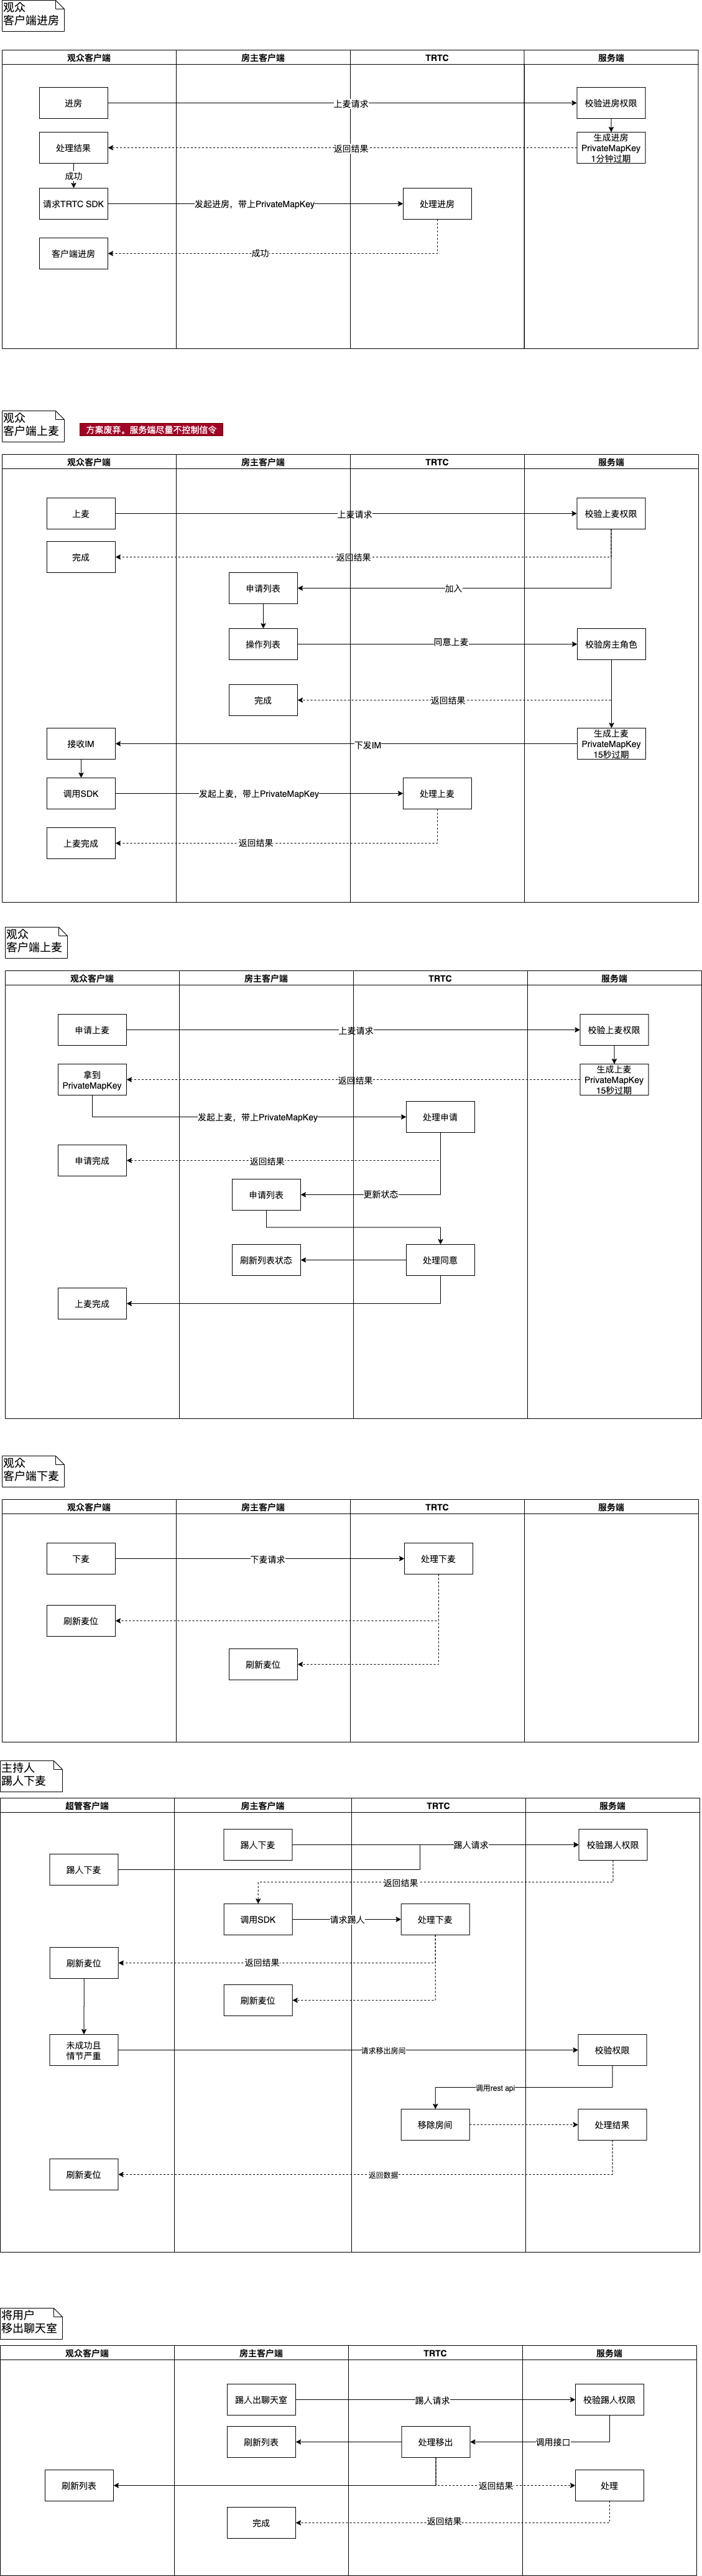 观众
客户端进房
观众客户端
房主客户端
TRTC
服务端
进房
上麦请求
校验进房权限
处理结果
返回结果
生成进房
PrivateMapKey
1分钟过期
成功
请求TRTC SDK
发起进房，带上PrivateMapKey
处理进房
客户端进房
成功
观众
客户端上麦
方案废弃。服务端尽量不控制信令
观众客户端
房主客户端
TRTC
服务端
上麦
上麦请求
校验上麦权限
完成
返回结果
申请列表
加入
操作列表
同意上麦
校验房主角色
完成
返回结果
接收IM
下发IM
生成上麦
PrivateMapKey
15秒过期
调用SDK
发起上麦，带上PrivateMapKey
处理上麦
上麦完成
返回结果
观众
客户端上麦
观众客户端
房主客户端
TRTC
服务端
申请上麦
上麦请求
校验上麦权限
拿到
PrivateMapKey
返回结果
生成上麦
PrivateMapKey
15秒过期
发起上麦，带上PrivateMapKey
处理申请
申请完成
返回结果
申请列表
更新状态
刷新列表状态
处理同意
上麦完成
观众
客户端下麦
观众客户端
房主客户端
TRTC
服务端
下麦
下麦请求
处理下麦
刷新麦位
刷新麦位
主持人
踢人下麦
超管客户端
房主客户端
TRTC
服务端
踢人下麦
踢人请求
校验踢人权限
踢人下麦
返回结果
调用SDK
请求踢人
处理下麦
刷新麦位
返回结果
刷新麦位
未成功且
情节严重
请求移出房间
校验权限
调用rest api
移除房间
处理结果
刷新麦位
返回数据
将用户
移出聊天室
观众客户端
房主客户端
TRTC
服务端
踢人出聊天室
踢人请求
校验踢人权限
刷新列表
处理移出
调用接口
刷新列表
返回结果
处理
完成
返回结果